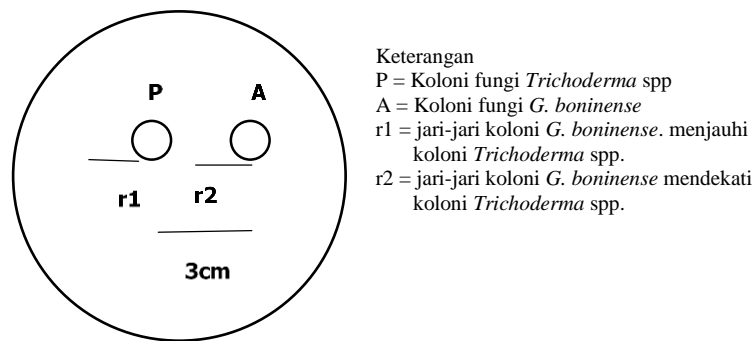 P A
r1 r2
3cm
Keterangan
P = Koloni fungi Trichoderma spp
A = Koloni fungi G. boninense
r1 = jari-jari koloni G. boninense. menjauhi
koloni Trichoderma spp.
r2 = jari-jari koloni G. boninense mendekati
koloni Trichoderma spp.